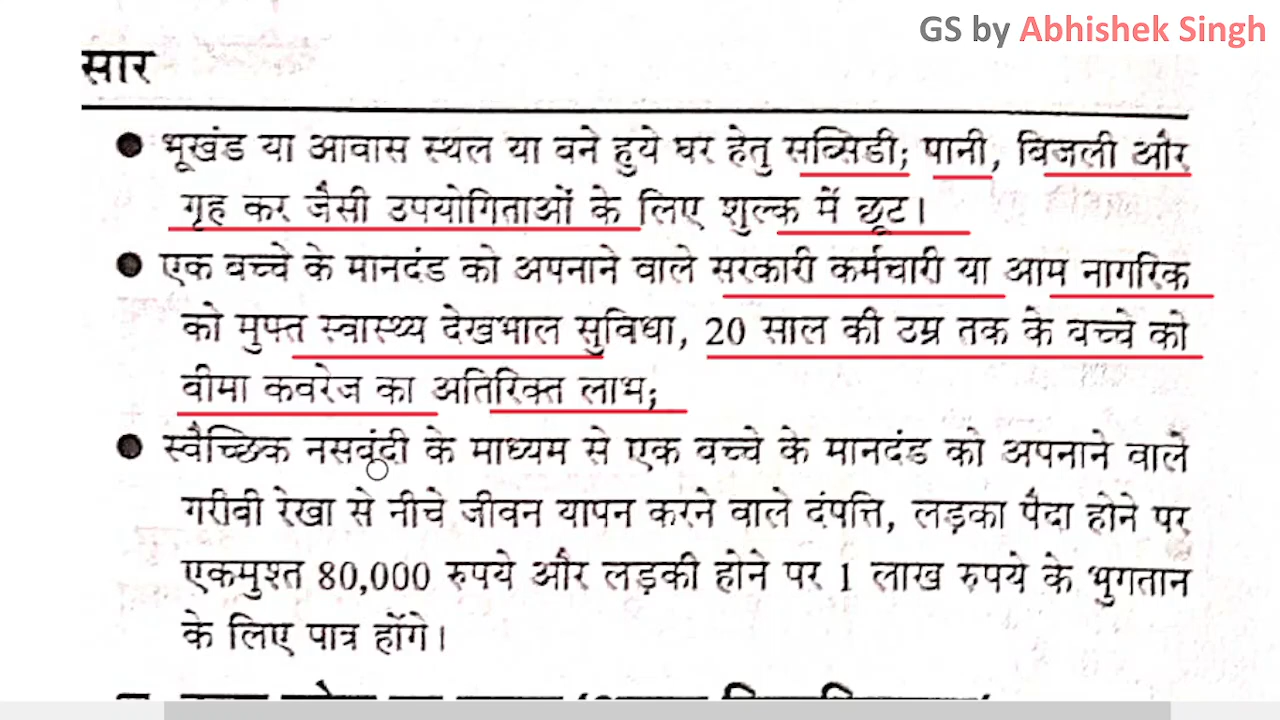 GS by Abhishek Singh
सार
● भूखंड या आवास स्थल या बने हुये घर हेतु सब्सिडी; पानी, बिजली और
गृह कर जैसी उपयोगिताओं के लिए शुल्क में छूट।
● एक बच्चे के मानदंड को अपनाने वाले सरकारी कर्मचारी या आम नागरिक
को मुफ्त स्वास्थ्य देखभाल सुविधा, 20 साल की उम्र तक के बच्चे को
बीमा कवरेज का अतिरिक्त लाभ;
● स्वैच्छिक नसबंदी के माध्यम से एक बच्चे के मानदंड को अपनाने वाले
गरीबी रेखा से नीचे जीवन यापन करने वाले दंपत्ति, लड़का पैदा होने पर
एकमुश्त 80,000 रुपये और लड़की होने पर 1 लाख रुपये के भुगतान
के लिए पात्र होंगे।